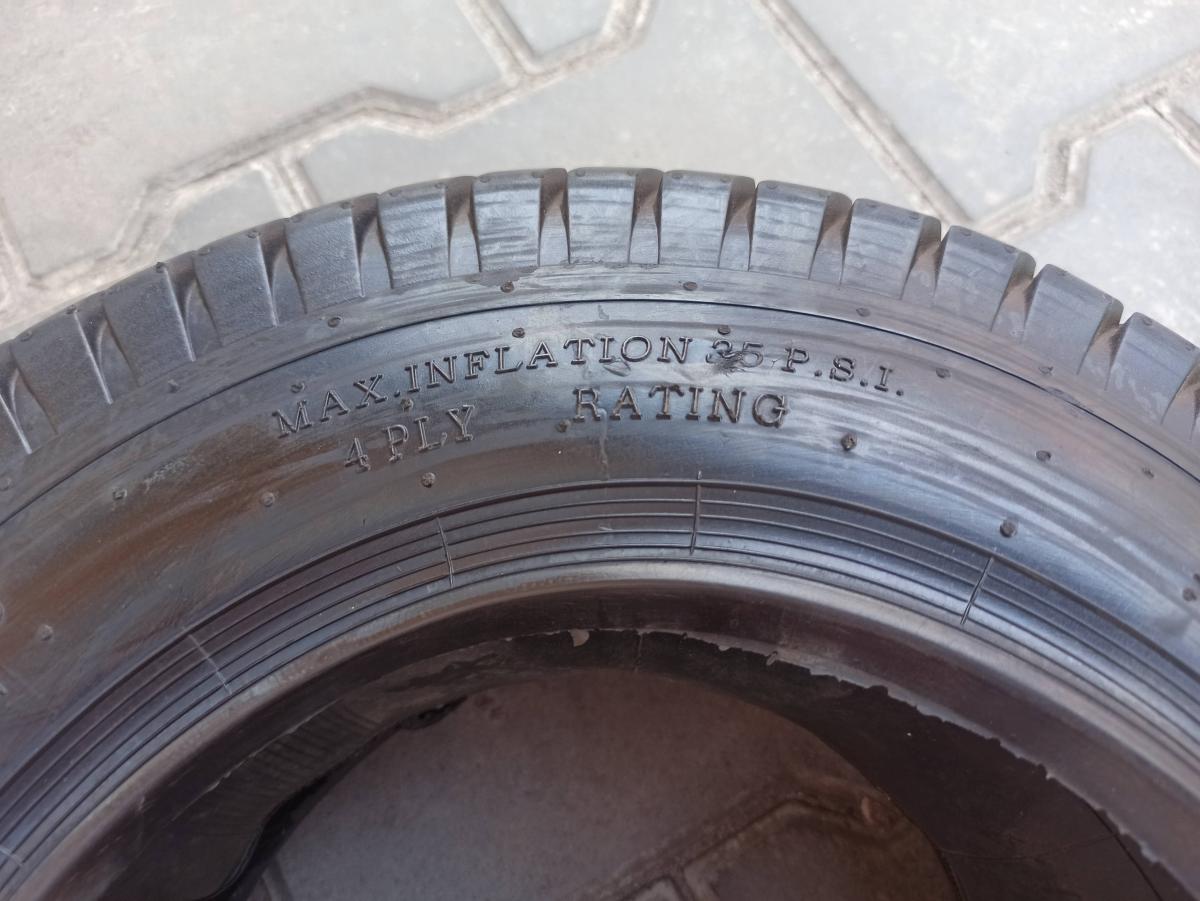 MAX.INFLATION 35 P.S.I.
4 PLY RATING